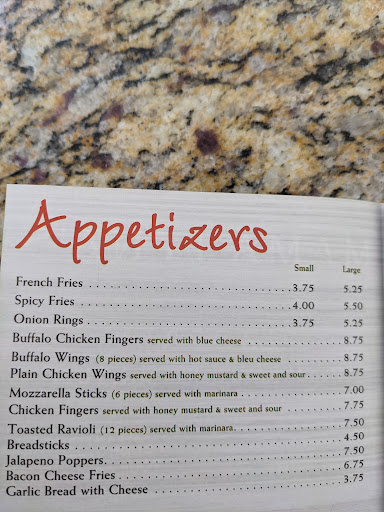 Appetizers
Small Large
French Fries . . . . . . . . . . . . . . . . . . . . . . . . . . . . 3.75 5.25
Spicy Fries . . . . . . . . . . . . . . . . . . . . . . . . . . . . . 4.00 5.50
Onion Rings . . . . . . . . . . . . . . . . . . . . . . . . . . . . 3.75 5.25
Buffalo Chicken Fingers served with blue cheese . . . . . . . . . . . . . . 8.75
Buffalo Wings (8 pieces) served with hot sauce & bleu cheese . . . . . . . . 8.75
Plain Chicken Wings served with honey mustard & sweet and sour . . . . . 8.75
Mozzarella Sticks (6 pieces) served with marinara . . . . . . . . . . . . . . . 7.00
Chicken Fingers served with honey mustard & sweet and sour . . . . . . . . 7.75
Toasted Ravioli (12 pieces) served with marinara. . . . . . . . . . . . . . . . 7.50
Breadsticks . . . . . . . . . . . . . . . . . . . . . . . . . . . . . . . . . . . 4.50
Jalapeno Poppers. . . . . . . . . . . . . . . . . . . . . . . . . . . . . . . . 7.50
Bacon Cheese Fries . . . . . . . . . . . . . . . . . . . . . . . . . . . . . . 6.75
Garlic Bread with Cheese . . . . . . . . . . . . . . . . . . . . . . . . . . . 3.75